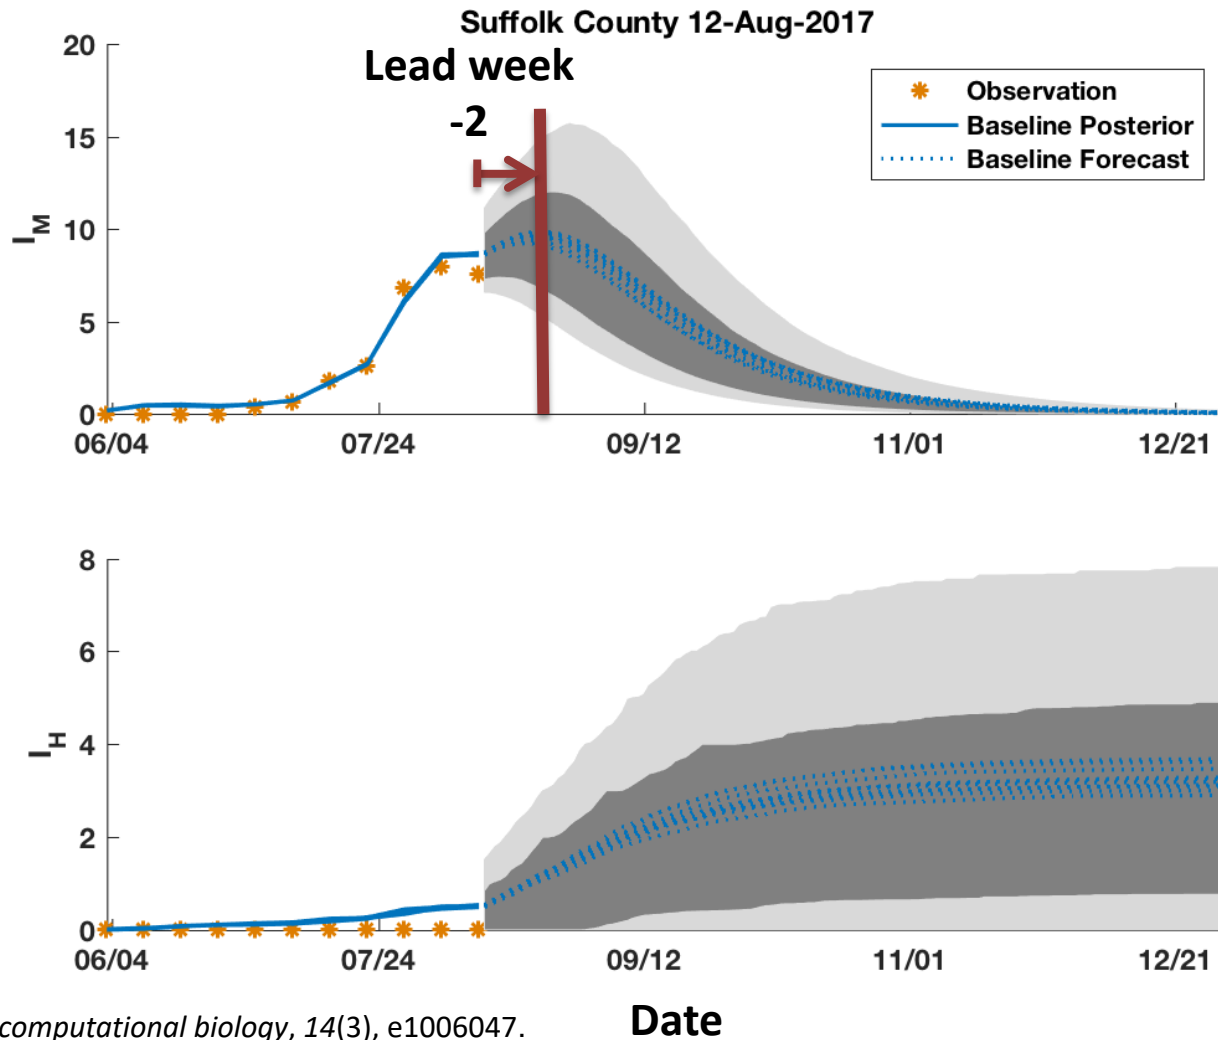 Suffolk County 12-Aug-2017
Lead week
-2
Observation
Baseline Posterior
Baseline Forecast
20
15
10
5
0
I_M
06/04 07/24 09/12 11/01 12/21
8
6
4
2
0
I_H
06/04 07/24 09/12 11/01 12/21
Date
computational biology, 14(3), e1006047.